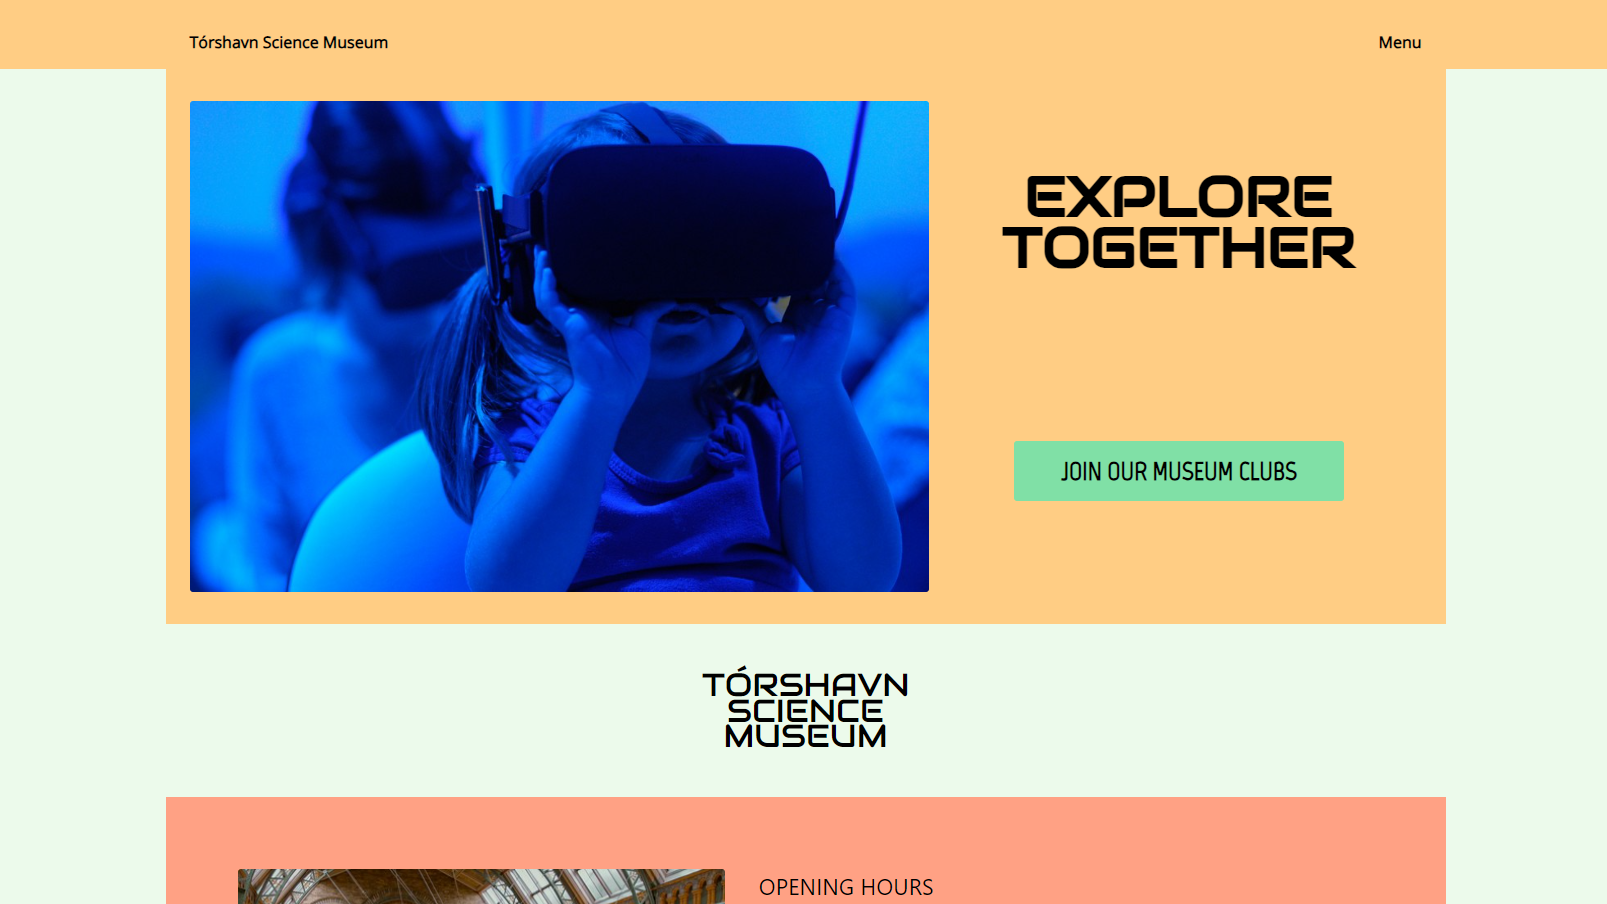 Tórshavn Science Museum
Menu
EXPLORE
TOGETHER
JOIN OUR MUSEUM CLUBS
TÓRSHAVN
SCIENCE
MUSEUM
OPENING HOURS